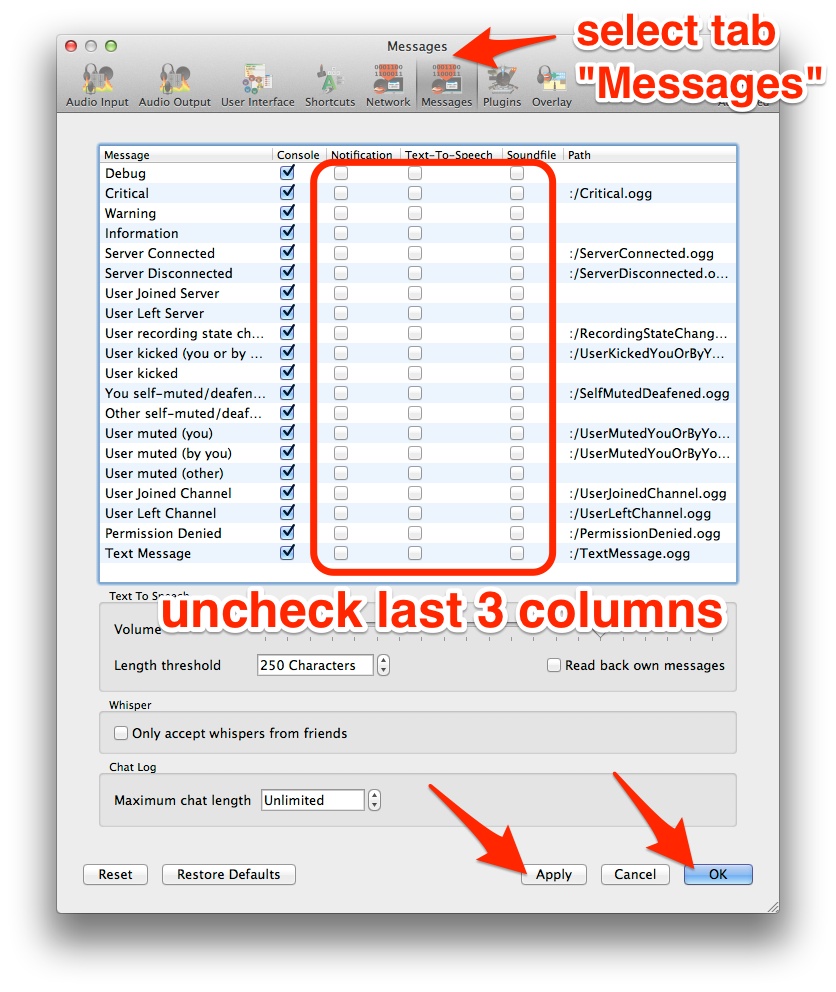 select tab
"Messages"
Messages
Audio Input Audio Output User Interface Shortcuts Network Messages Plugins Overlay
Message Console Notification Text-To-Speech Soundfile Path
Debug
Critical :/Critical.ogg
Warning
Information
Server Connected :/ServerConnected.ogg
Server Disconnected :/ServerDisconnected.o...
User Joined Server
User Left Server
User recording state ch... :/RecordingStateChang...
User kicked (you or by ... :/UserKickedYouOrByY...
User kicked
You self-muted/deafen... :/SelfMutedDeafened.ogg
Other self-muted/deaf...
User muted (you) :/UserMutedYouOrByYo...
User muted (by you) :/UserMutedYouOrByYo...
User muted (other)
User Joined Channel :/UserJoinedChannel.ogg
User Left Channel :/UserLeftChannel.ogg
Permission Denied :/PermissionDenied.ogg
Text Message :/TextMessage.ogg
Text To Speech
uncheck last 3 columns
Volume
Length threshold 250 Characters Read back own messages
Whisper
Only accept whispers from friends
Chat Log
Maximum chat length Unlimited
Reset Restore Defaults Apply Cancel OK